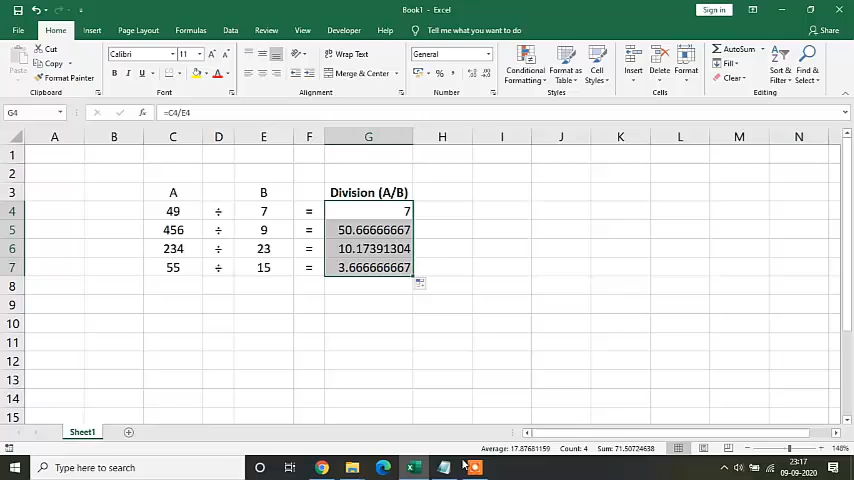 Book1 - Excel
Sign in
File Home Insert Draw Page Layout Formulas Data Review View Developer Help Tell me what you want to do Share
Paste
Cut
Copy
Format Painter
Clipboard
Calibri 11 A A
B I U A
Font
Wrap Text
Merge & Center
Alignment
General
% ,
Number
Conditional Formatting
Format as Table
Cell Styles
Styles
Insert Delete Format
Cells
AutoSum
Fill
Clear
Sort & Filter
Find & Select
Editing
G4 fx =C4/E4
A B C D E F G H I J K L M N
1
2
3 A B Division (A/B)
4 49 ÷ 7 = 7
5 456 ÷ 9 = 50.66666667
6 234 ÷ 23 = 10.17391304
7 55 ÷ 15 = 3.666666667
8
9
10
11
12
13
14
15
Sheet1
Average: 17.87681159 Count: 4 Sum: 71.50724638 148%
Type here to search
23:17
09-09-2020